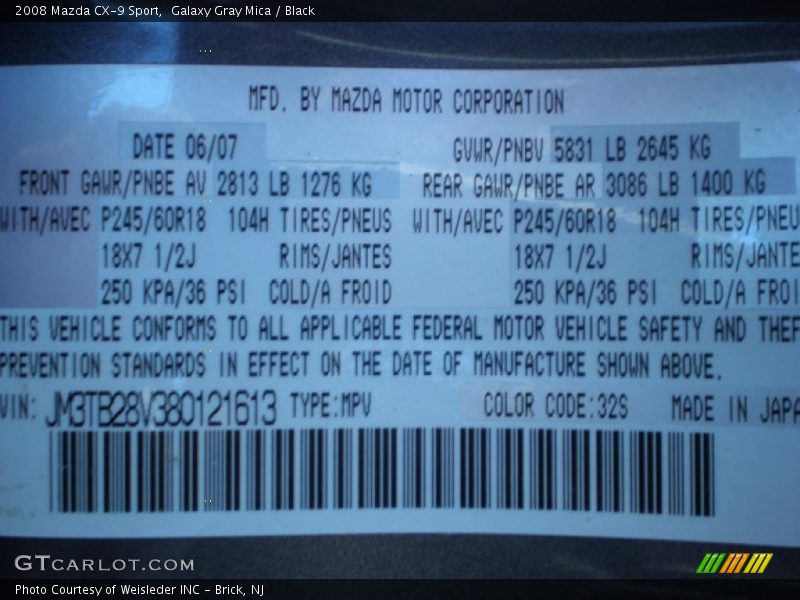 2008 Mazda CX-9 Sport, Galaxy Gray Mica / Black
MFD. BY MAZDA MOTOR CORPORATION
DATE 06/07 GVWR/PNBV 5831 LB 2645 KG
FRONT GAWR/PNBE AV 2813 LB 1276 KG REAR GAWR/PNBE AR 3086 LB 1400 KG
WITH/AVEC P245/60R18 104H TIRES/PNEUS WITH/AVEC P245/60R18 104H TIRES/PNEU
18X7 1/2J RIMS/JANTES 18X7 1/2J RIMS/JANTE
250 KPA/36 PSI COLD/A FROID 250 KPA/36 PSI COLD/A FROI
THIS VEHICLE CONFORMS TO ALL APPLICABLE FEDERAL MOTOR VEHICLE SAFETY AND THEF
PREVENTION STANDARDS IN EFFECT ON THE DATE OF MANUFACTURE SHOWN ABOVE.
VIN: JM3TB28V380121613 TYPE:MPV COLOR CODE:32S MADE IN JAPA
GTCARLOT.COM
Photo Courtesy of Weisleder INC - Brick, NJ